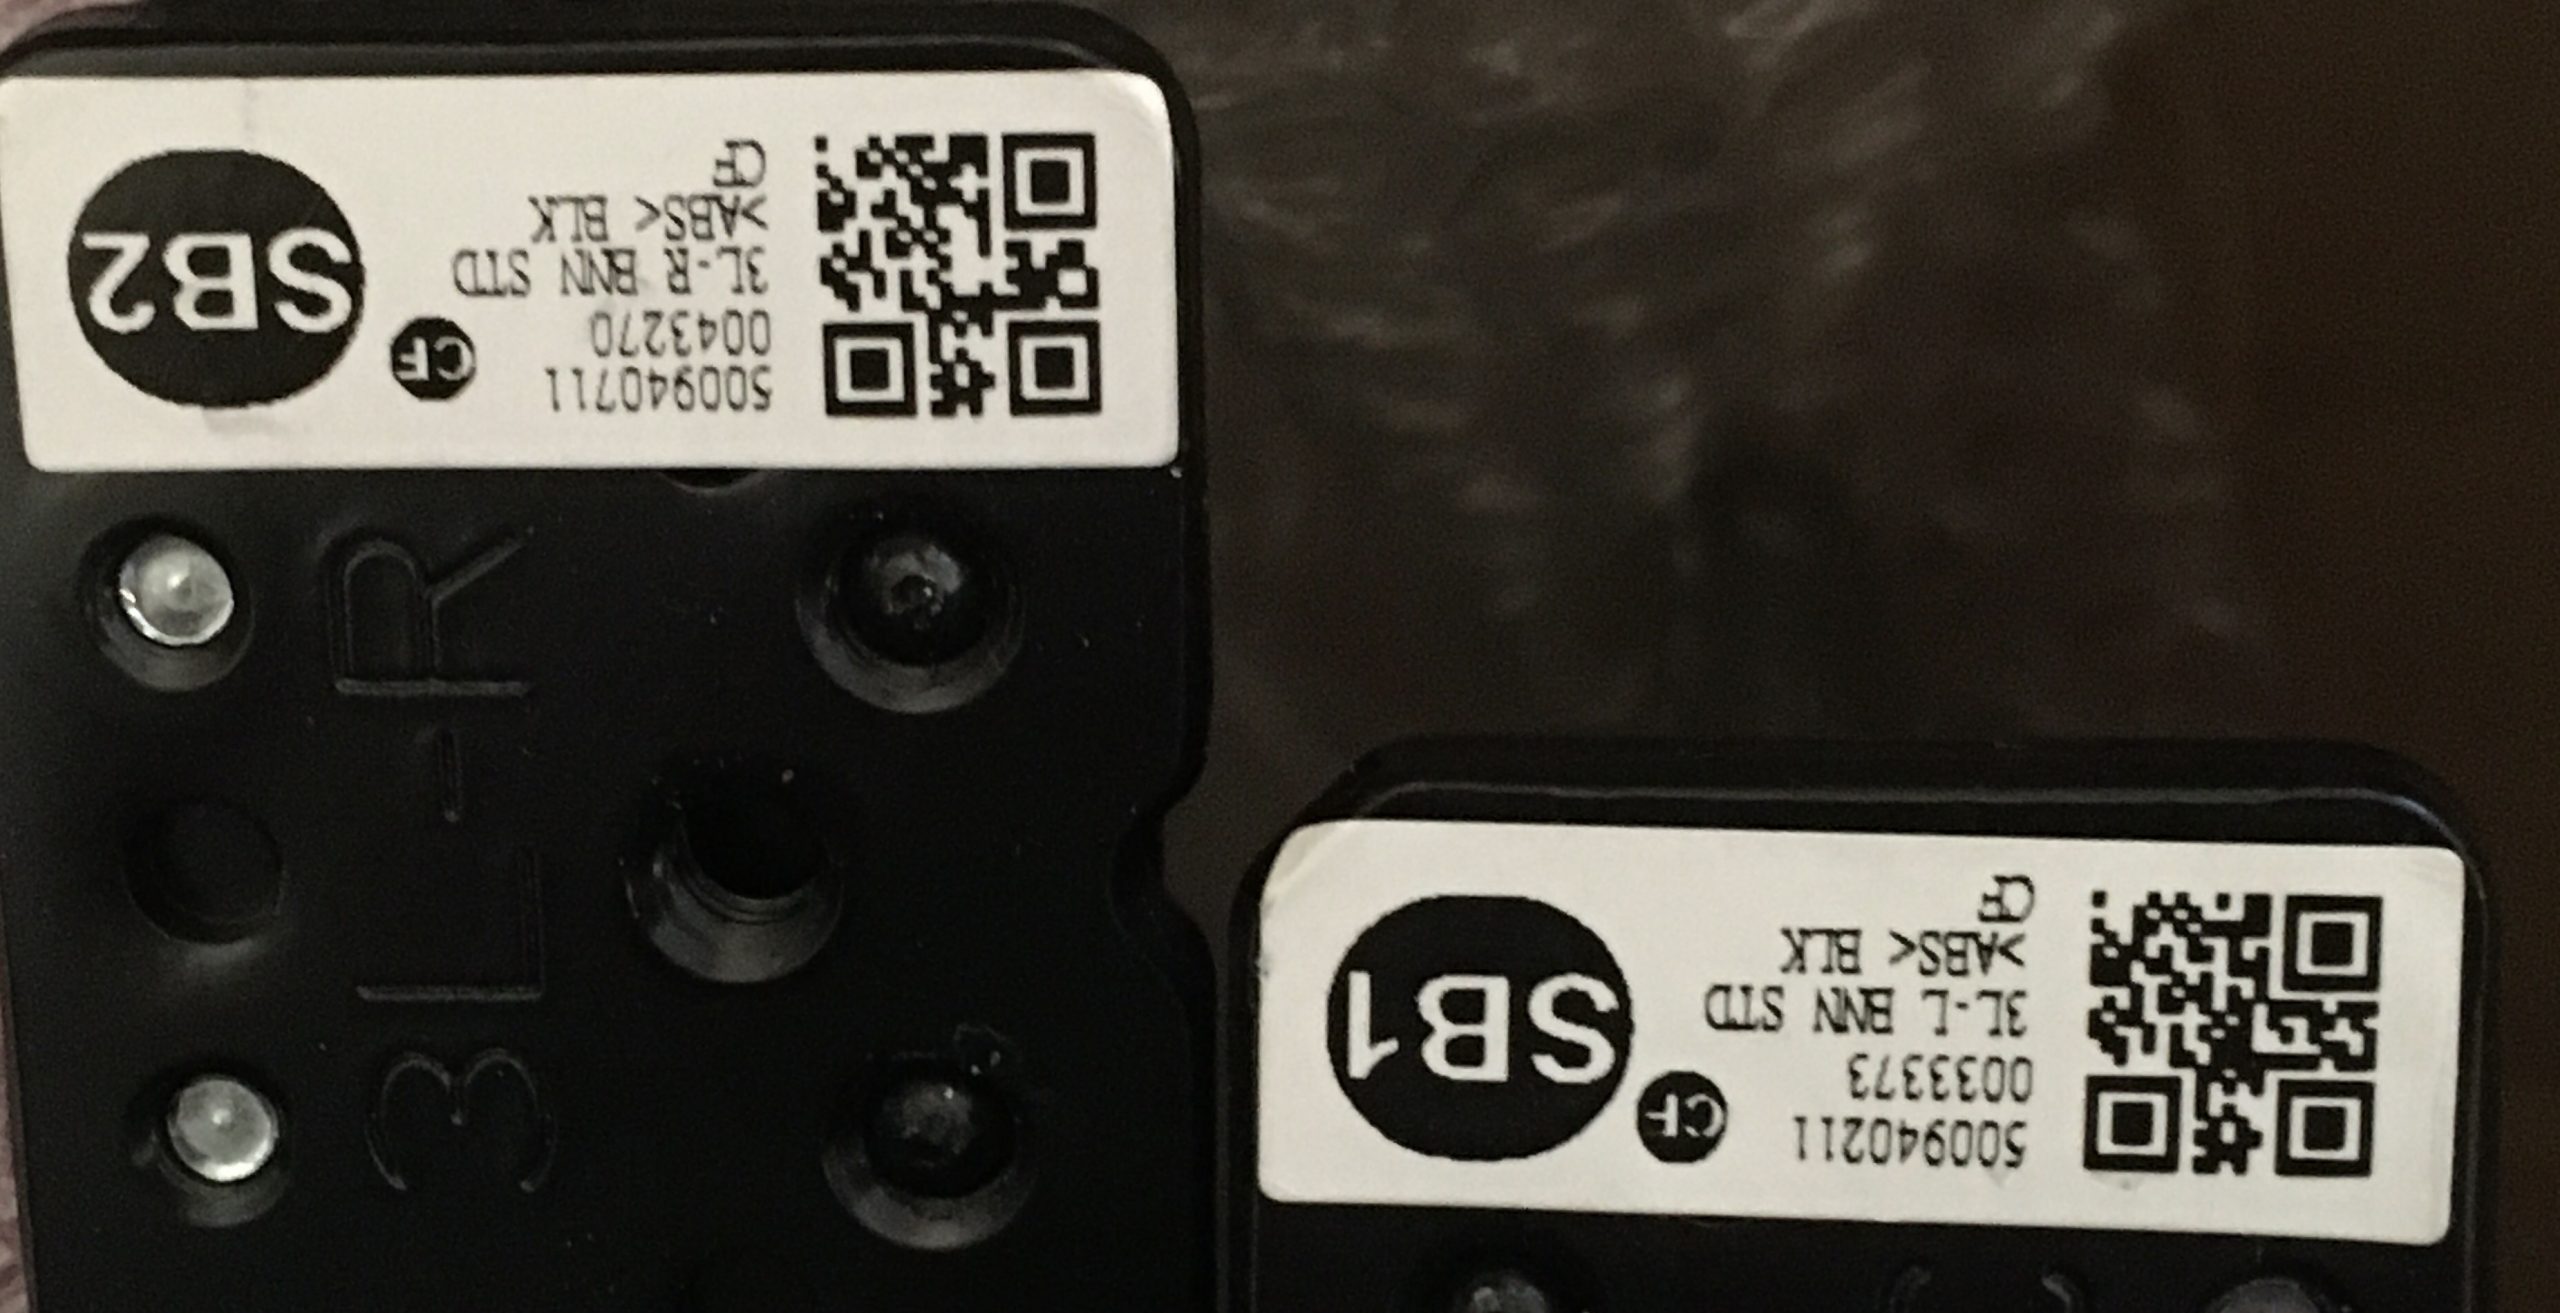 500940711
0043270
3L-R BNN STD
>ABS< BLK
CF
CF
SB2
3L-R
500940211
0033373
3L-L BNN STD
>ABS< BLK
CF
CF
SB1